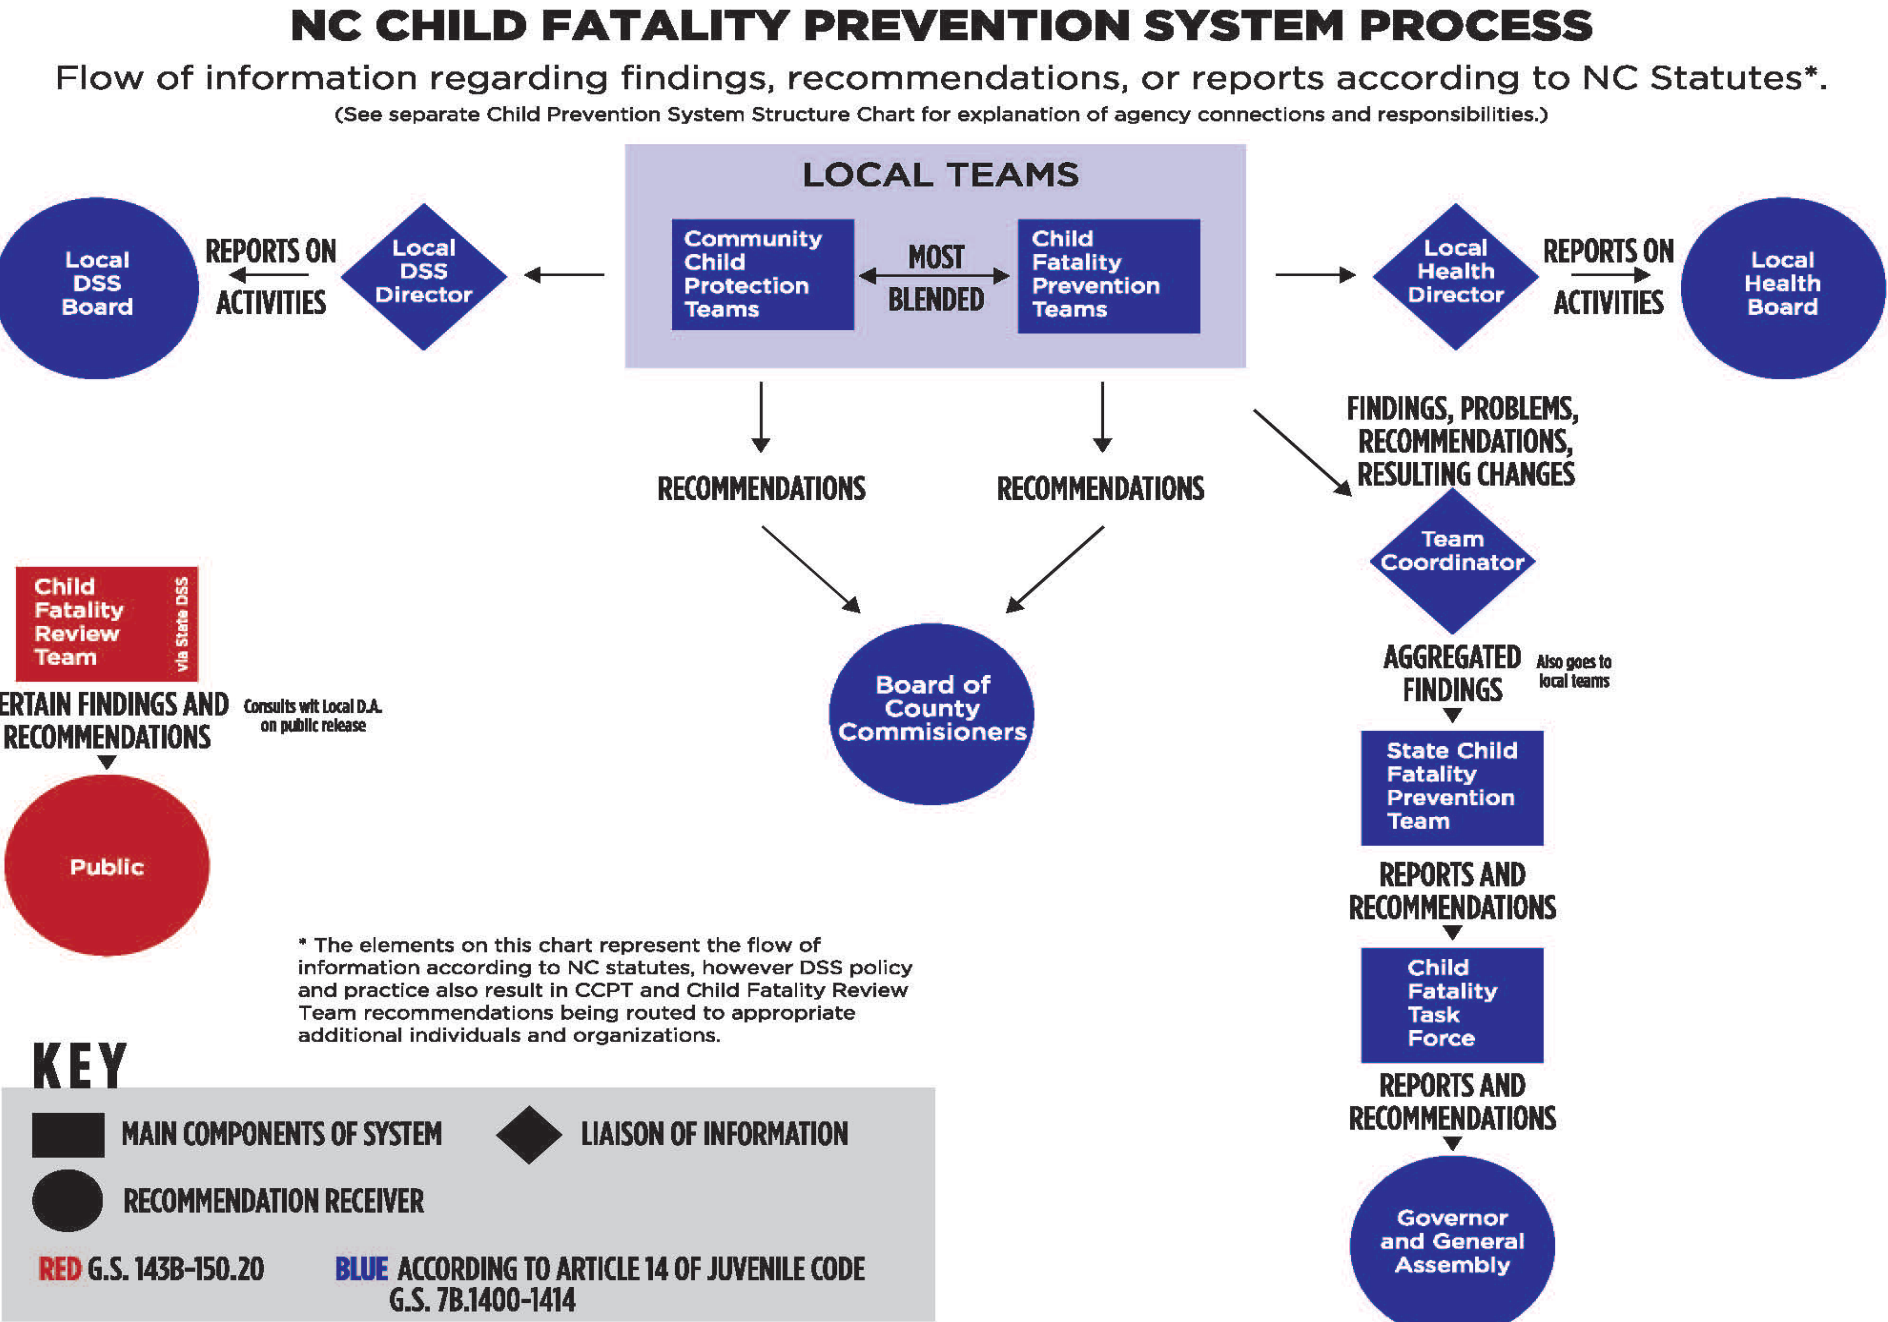 NC CHILD FATALITY PREVENTION SYSTEM PROCESS
Flow of information regarding findings, recommendations, or reports according to NC Statutes*.
(See separate Child Prevention System Structure Chart for explanation of agency connections and responsibilities.)
LOCAL TEAMS
Local
DSS
Board
REPORTS ON
ACTIVITIES
Local
DSS
Director
Community
Child
Protection
Teams
MOST
BLENDED
Child
Fatality
Prevention
Teams
Local
Health
Director
REPORTS ON
ACTIVITIES
Local
Health
Board
RECOMMENDATIONS
RECOMMENDATIONS
FINDINGS, PROBLEMS,
RECOMMENDATIONS,
RESULTING CHANGES
Team
Coordinator
Child
Fatality
Review
Team
via State DSS
ERTAIN FINDINGS AND
RECOMMENDATIONS
Consults wit Local D.A.
on public release
Public
Board of
County
Commisioners
AGGREGATED
FINDINGS
Also goes to
local teams
State Child
Fatality
Prevention
Team
REPORTS AND
RECOMMENDATIONS
Child
Fatality
Task
Force
REPORTS AND
RECOMMENDATIONS
Governor
and General
Assembly
* The elements on this chart represent the flow of
information according to NC statutes, however DSS policy
and practice also result in CCPT and Child Fatality Review
Team recommendations being routed to appropriate
additional individuals and organizations.
KEY
MAIN COMPONENTS OF SYSTEM
LIAISON OF INFORMATION
RECOMMENDATION RECEIVER
RED G.S. 143B-150.20
BLUE ACCORDING TO ARTICLE 14 OF JUVENILE CODE
G.S. 7B.1400-1414